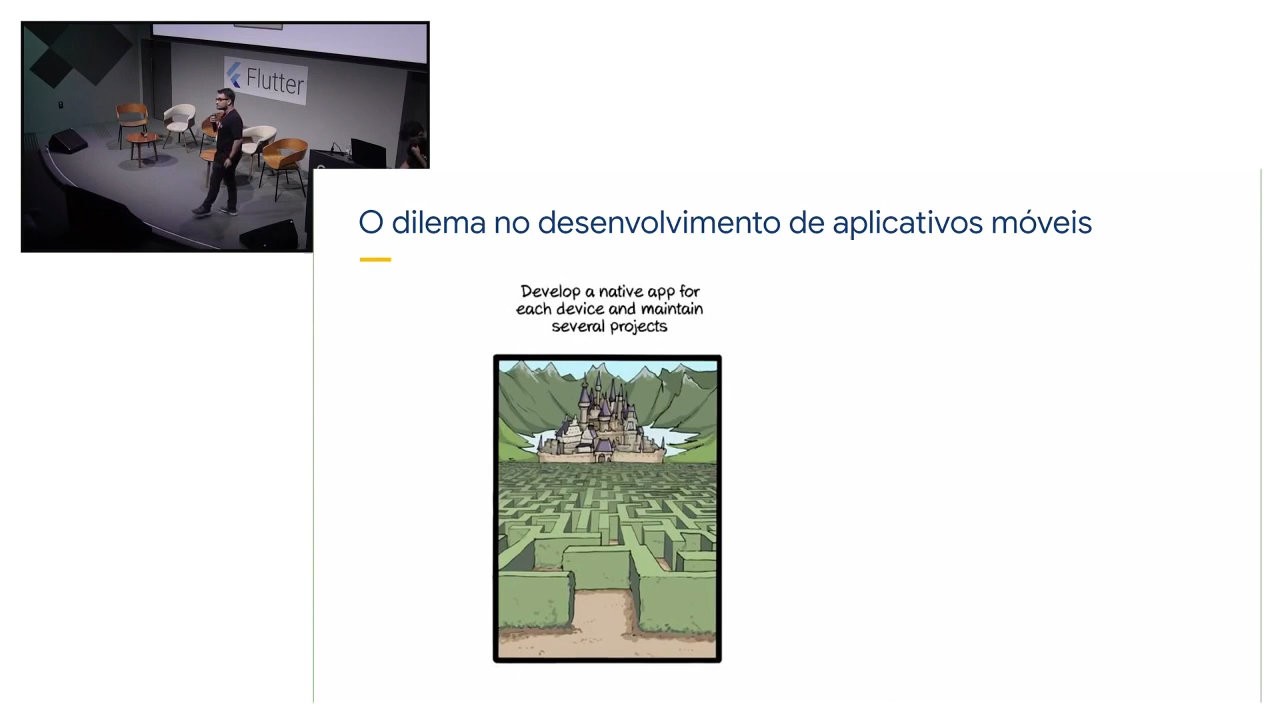 Flutter
O dilema no desenvolvimento de aplicativos móveis
Develop a native app for
each device and maintain
several projects